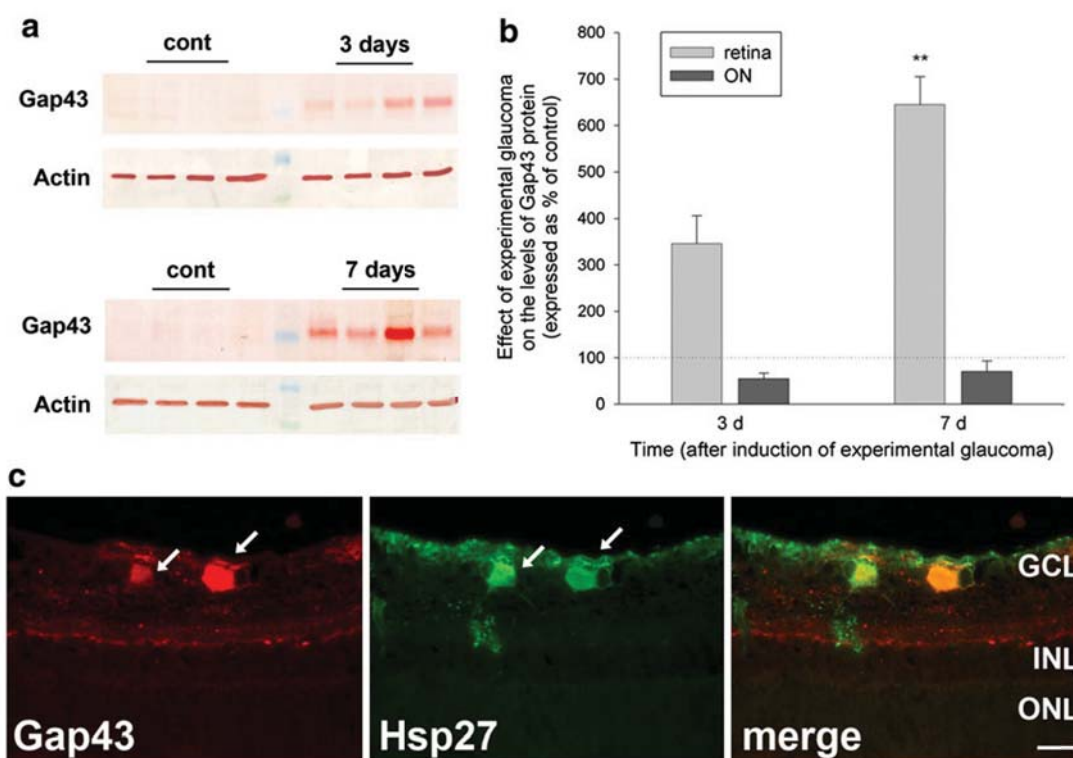 a
cont 3 days
Gap43
Actin
cont 7 days
Gap43
Actin
b
Effect of experimental glaucoma
on the levels of Gap43 protein
(expressed as % of control)
800
700
600
500
400
300
200
100
0
retina
ON
**
3 d 7 d
Time (after induction of experimental glaucoma)
c
Gap43
Hsp27
merge
GCL
INL
ONL